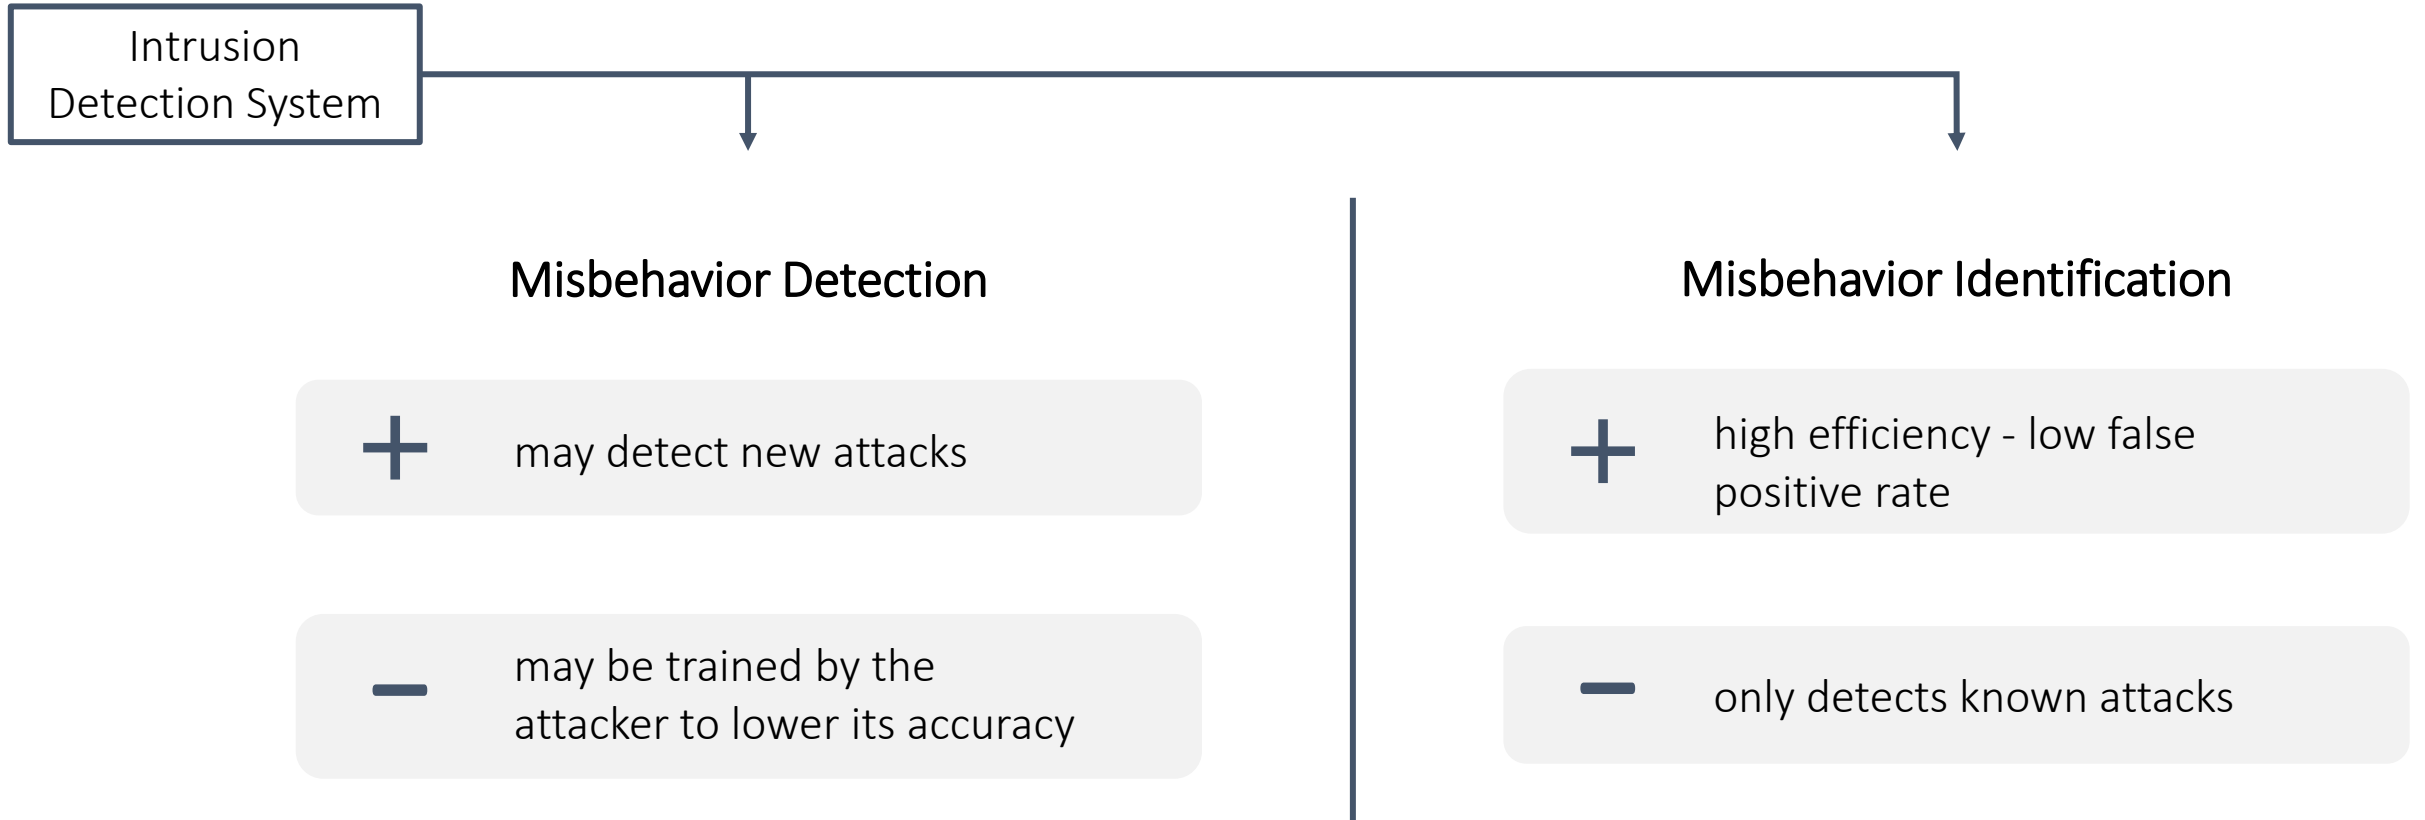 Intrusion
Detection System
Misbehavior Detection
+ may detect new attacks
– may be trained by the
attacker to lower its accuracy
Misbehavior Identification
+ high efficiency - low false
positive rate
– only detects known attacks